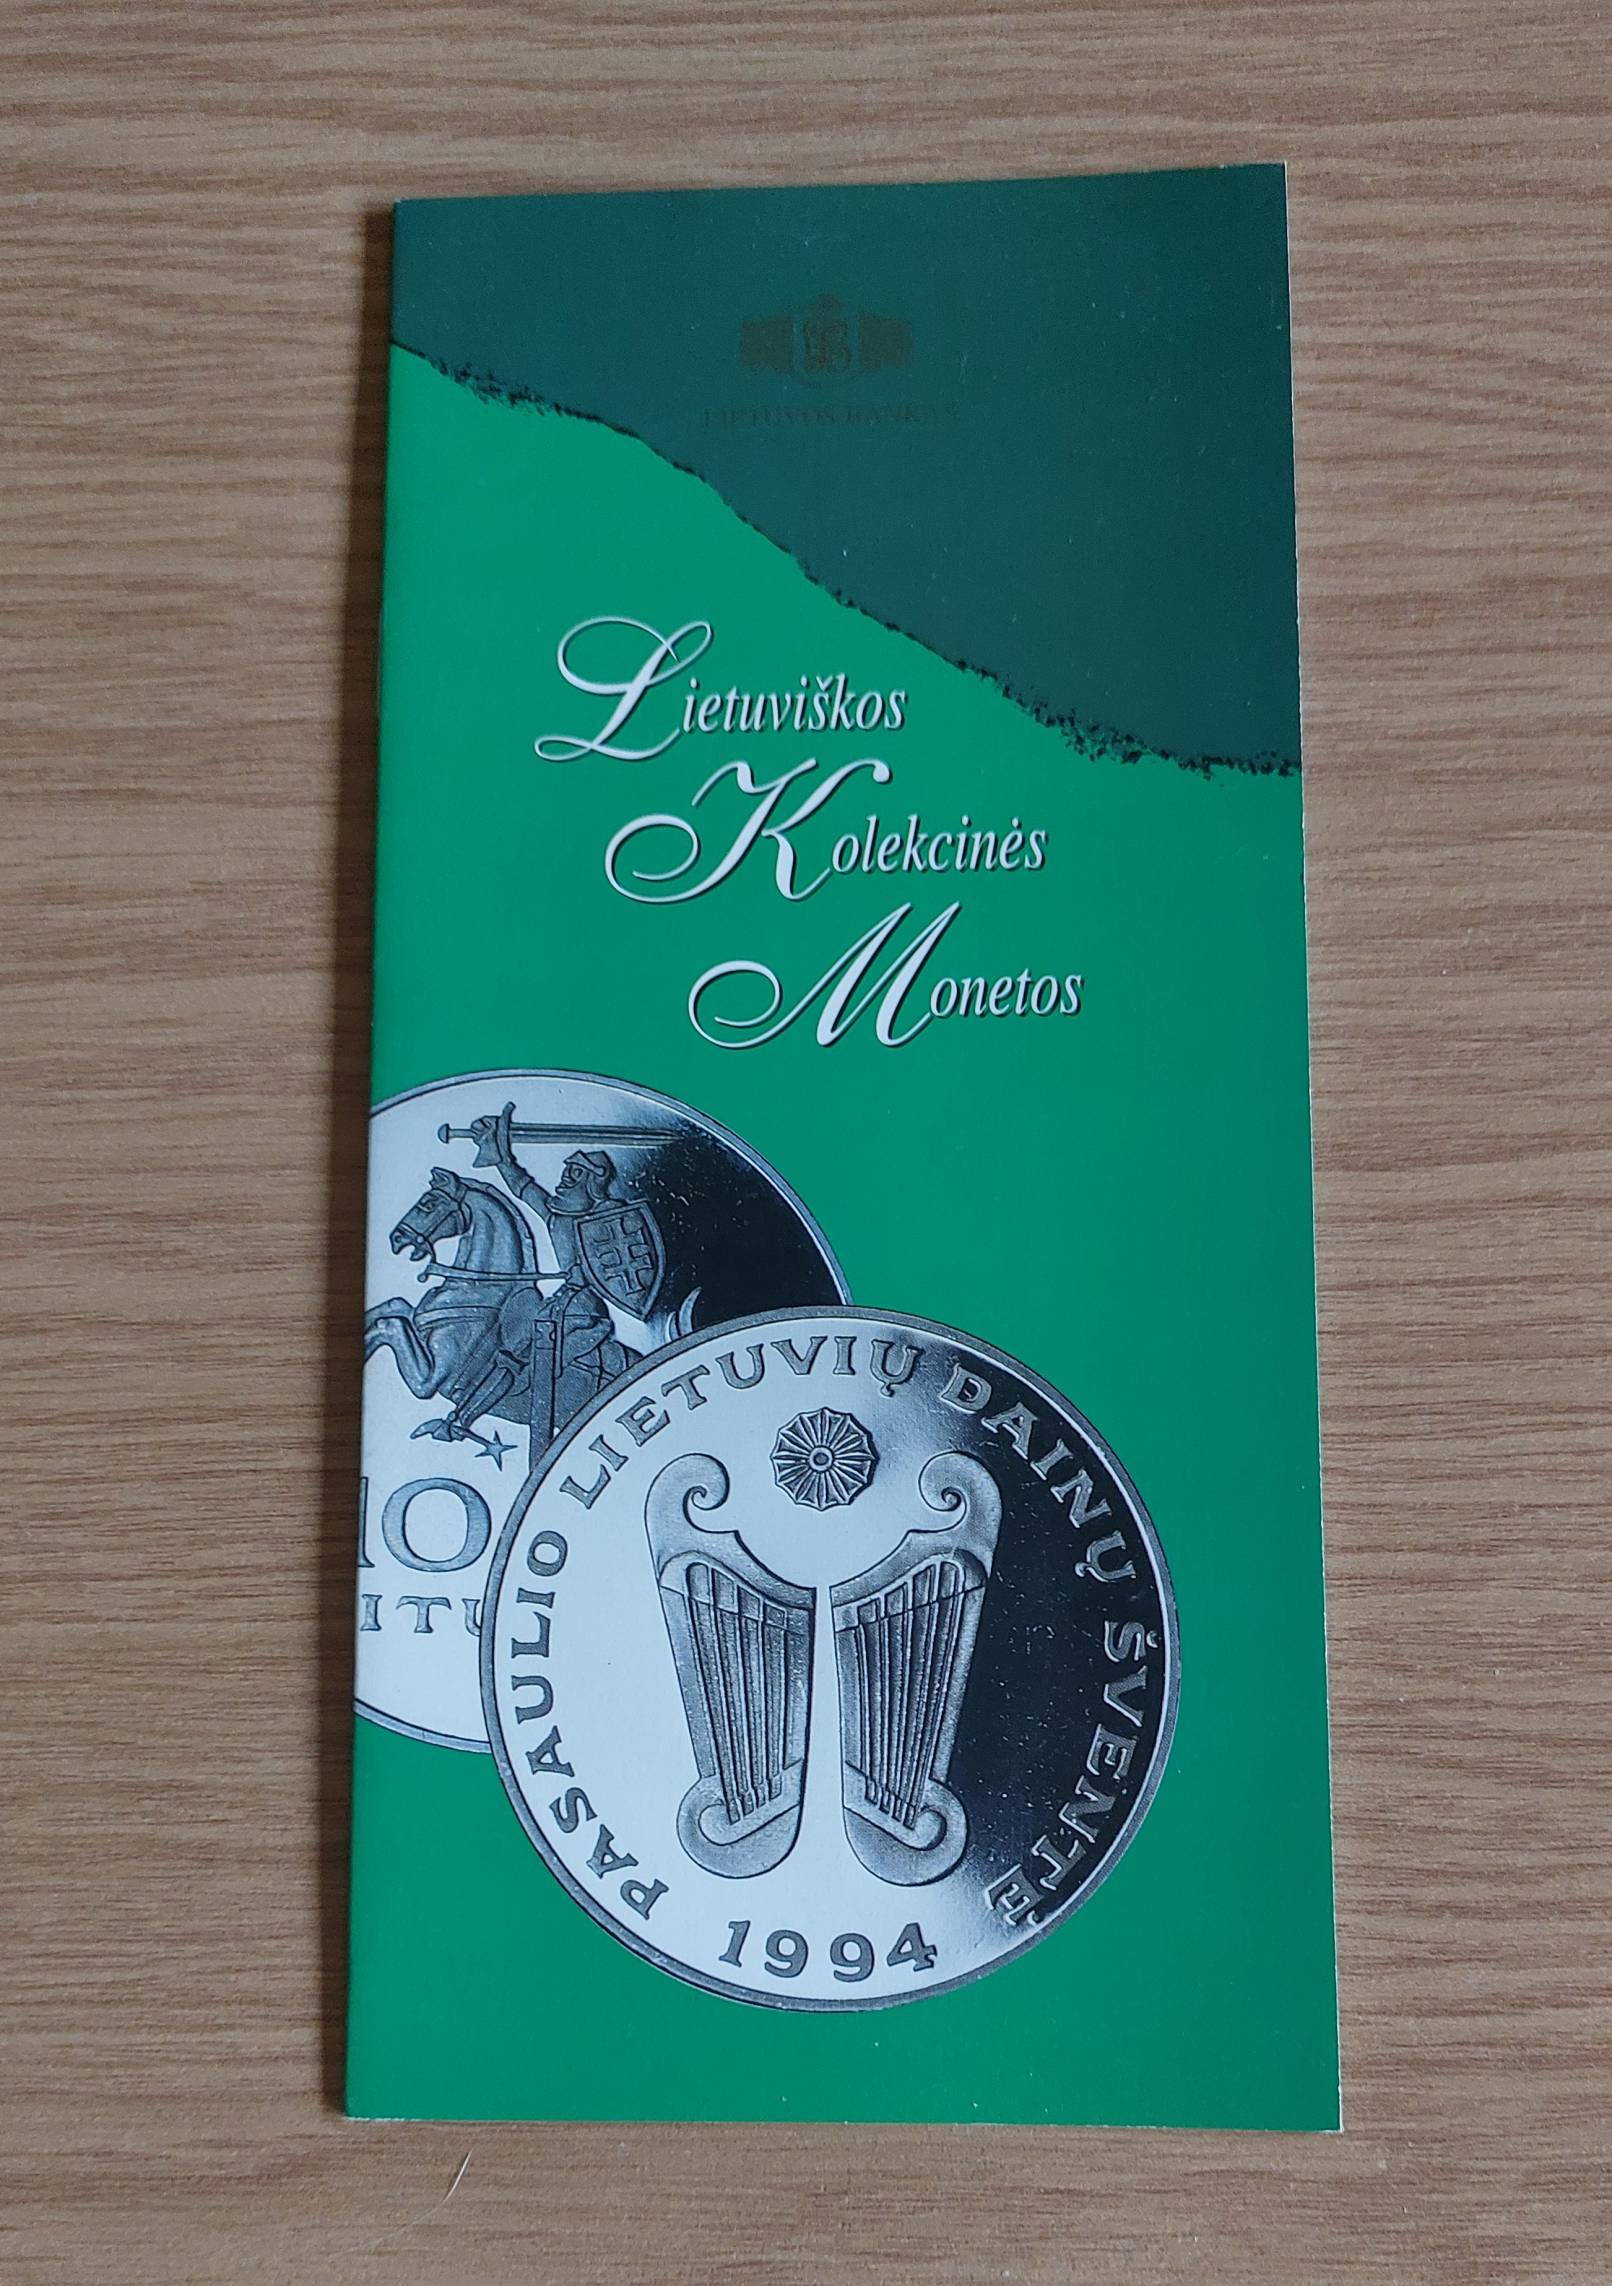 LIETUVOS BANKAS
Lietuviškos
Kolekcinės
Monetos
10
LITŲ
PASAULIO LIETUVIŲ DAINŲ ŠVENTĖ
1994